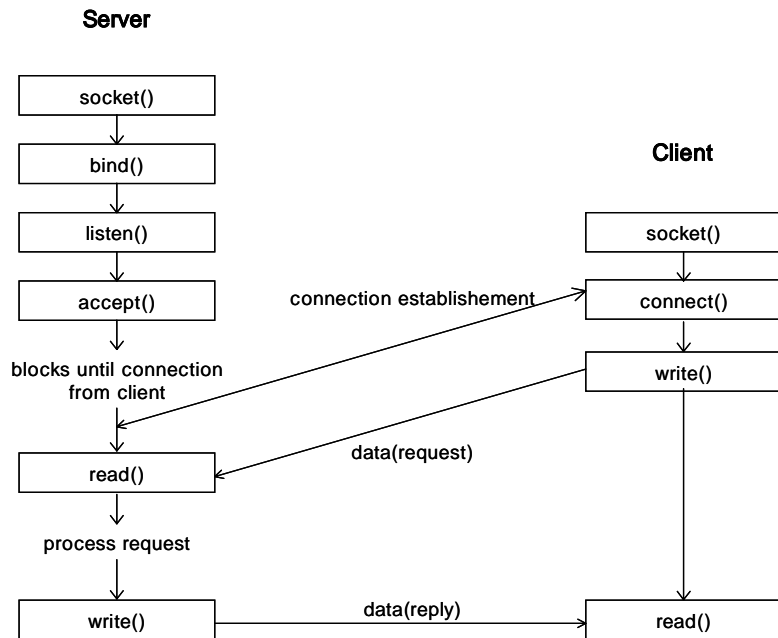 Server
socket()
bind()
listen()
accept()
blocks until connection
from client
read()
process request
write()
Client
socket()
connect()
write()
read()
connection establishement
data(request)
data(reply)